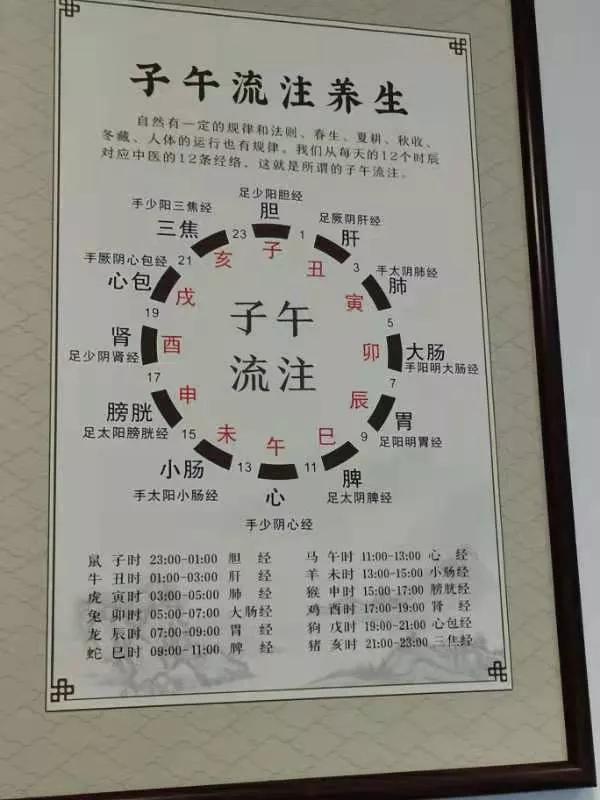 子午流注养生
自然有一定的规律和法则、春生、夏耕、秋收、
冬藏、人体的运行也有规律。我们从每天的12个时辰
对应中医的12条经络，这就是所谓的子午流注。
足少阳胆经
胆
手少阳三焦经
三焦
23
子
1
足厥阴肝经
肝
手厥阴心包经
心包
21
亥
丑
3
手太阴肺经
肺
19
戌
寅
5
肾
足少阴肾经
酉
子午
流注
卯
大肠
手阳明大肠经
17
申
辰
7
膀胱
足太阳膀胱经
15
未
午
巳
9
胃
足阳明胃经
小肠
手太阳小肠经
13
11
脾
足太阴脾经
心
手少阴心经
鼠 子时 23:00-01:00 胆 经
牛 丑时 01:00-03:00 肝 经
虎 寅时 03:00-05:00 肺 经
兔 卯时 05:00-07:00 大肠经
龙 辰时 07:00-09:00 胃 经
蛇 巳时 09:00-11:00 脾 经
马 午时 11:00-13:00 心 经
羊 未时 13:00-15:00 小肠经
猴 申时 15:00-17:00 膀胱经
鸡 酉时 17:00-19:00 肾 经
狗 戌时 19:00-21:00 心包经
猪 亥时 21:00-23:00 三焦经